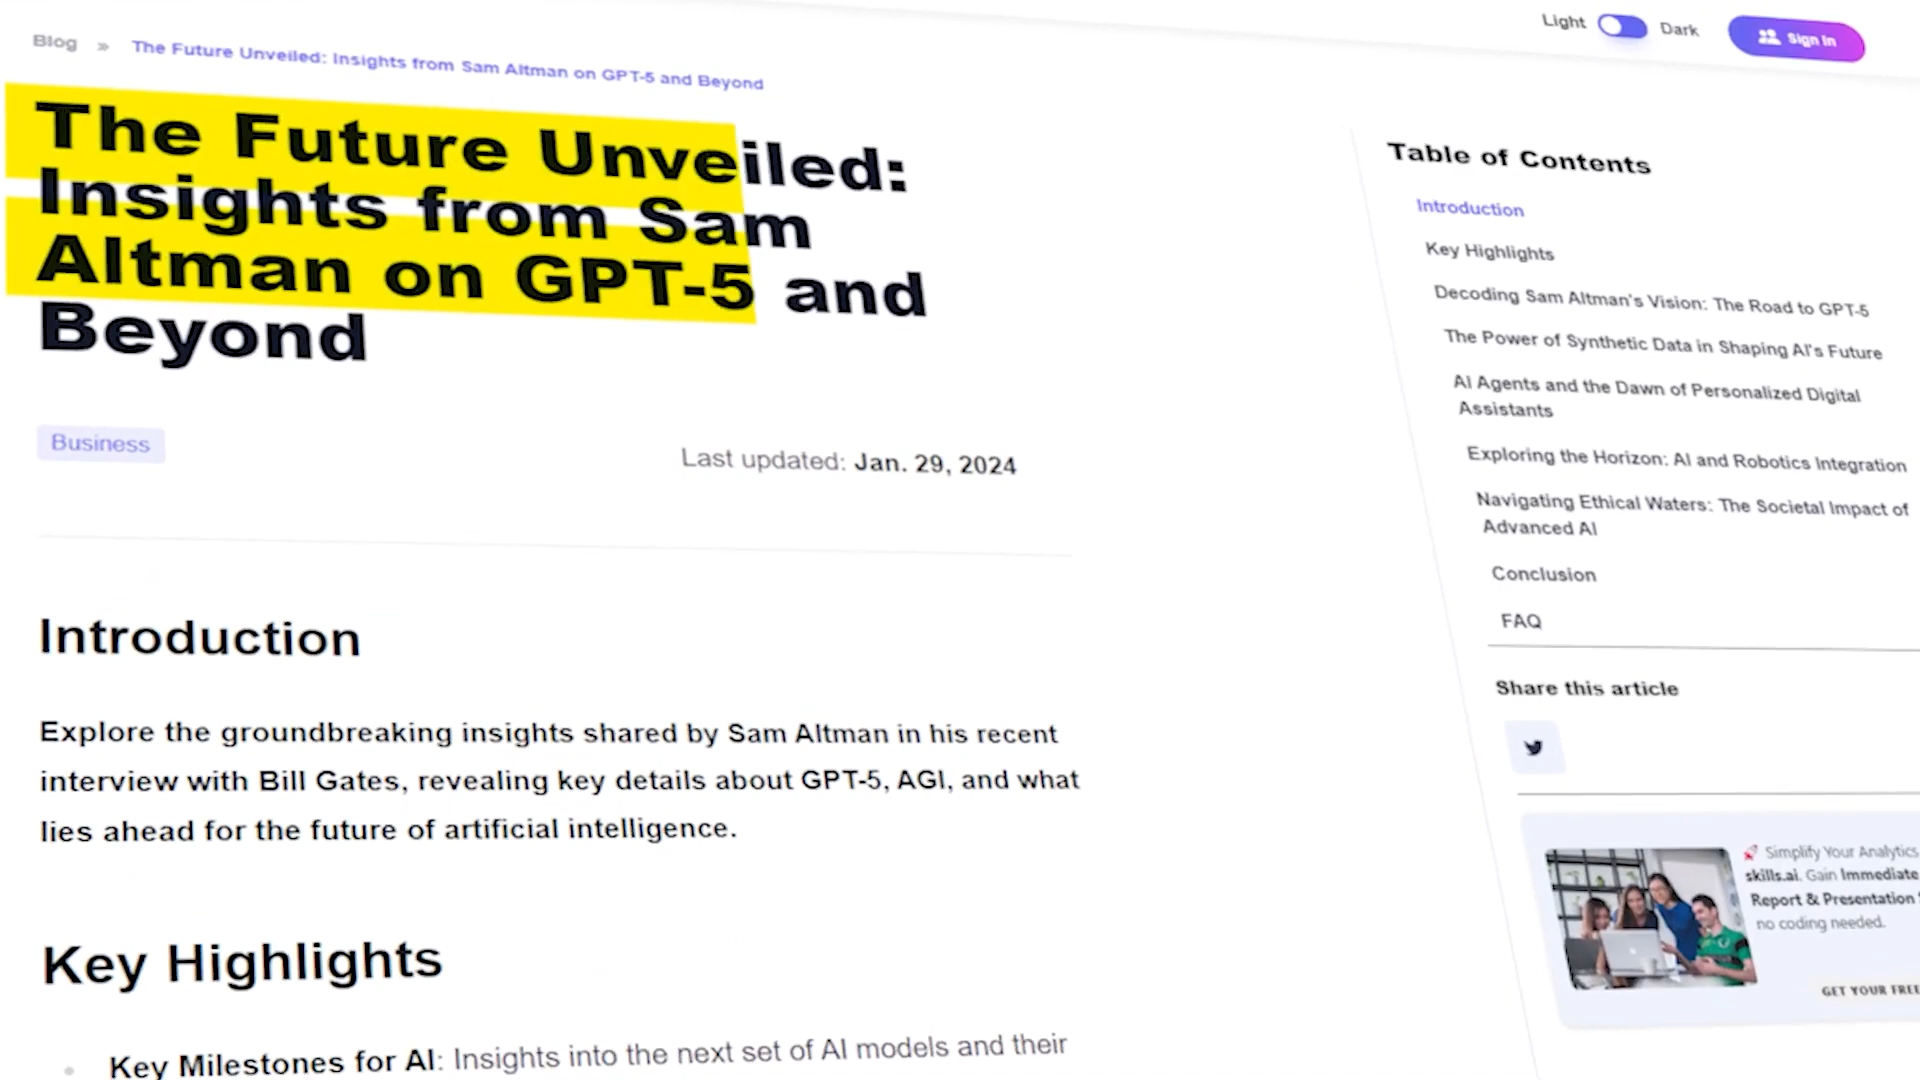 Blog » The Future Unveiled: Insights from Sam Altman on GPT-5 and Beyond
Light Dark Sign In
The Future Unveiled:
Insights from Sam
Altman on GPT-5 and
Beyond
Business
Last updated: Jan. 29, 2024
Introduction
Explore the groundbreaking insights shared by Sam Altman in his recent
interview with Bill Gates, revealing key details about GPT-5, AGI, and what
lies ahead for the future of artificial intelligence.
Key Highlights
Key Milestones for AI: Insights into the next set of AI models and their
Table of Contents
Introduction
Key Highlights
Decoding Sam Altman's Vision: The Road to GPT-5
The Power of Synthetic Data in Shaping AI's Future
AI Agents and the Dawn of Personalized Digital
Assistants
Exploring the Horizon: AI and Robotics Integration
Navigating Ethical Waters: The Societal Impact of
Advanced AI
Conclusion
FAQ
Share this article
Simplify Your Analytics
skills.ai. Gain Immediate
Report & Presentation
no coding needed.
GET YOUR FREE